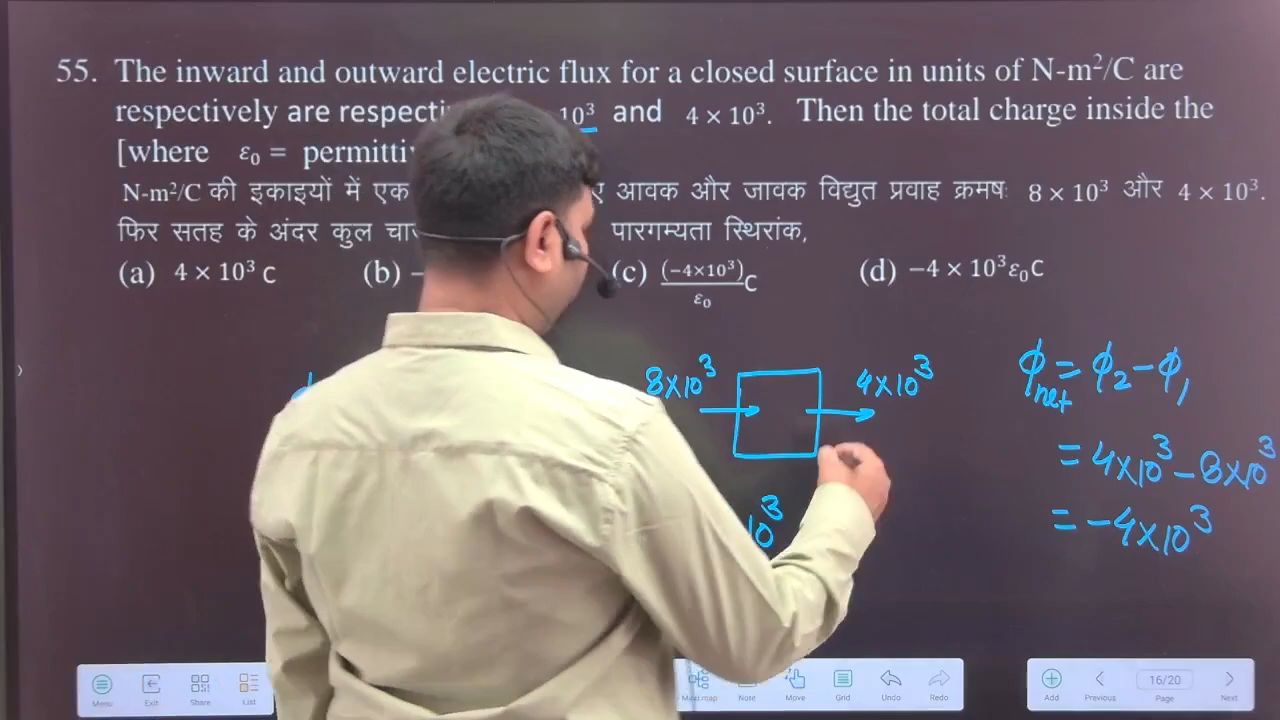 55. The inward and outward electric flux for a closed surface in units of N-m²/C are
respectively are respecti 10³ and 4 × 10³. Then the total charge inside the
[where ε₀ = permitti
N-m²/C की इकाइयों में एक आवक और जावक विद्युत प्रवाह क्रमषः 8 × 10³ और 4 × 10³.
फिर सतह के अंदर कुल पारगम्यता स्थिरांक,
(a) 4 × 10³ C (b) – (c) (−4×10³)/ε₀ C (d) −4 × 10³ε₀C
8×10³ 4×10³ ϕnet = ϕ₂ − ϕ₁
= 4×10³ − 8×10³
10³ = −4×10³
Menu Exit Share List Note Move Grid Undo Redo Add Previous 16/20 Page Next